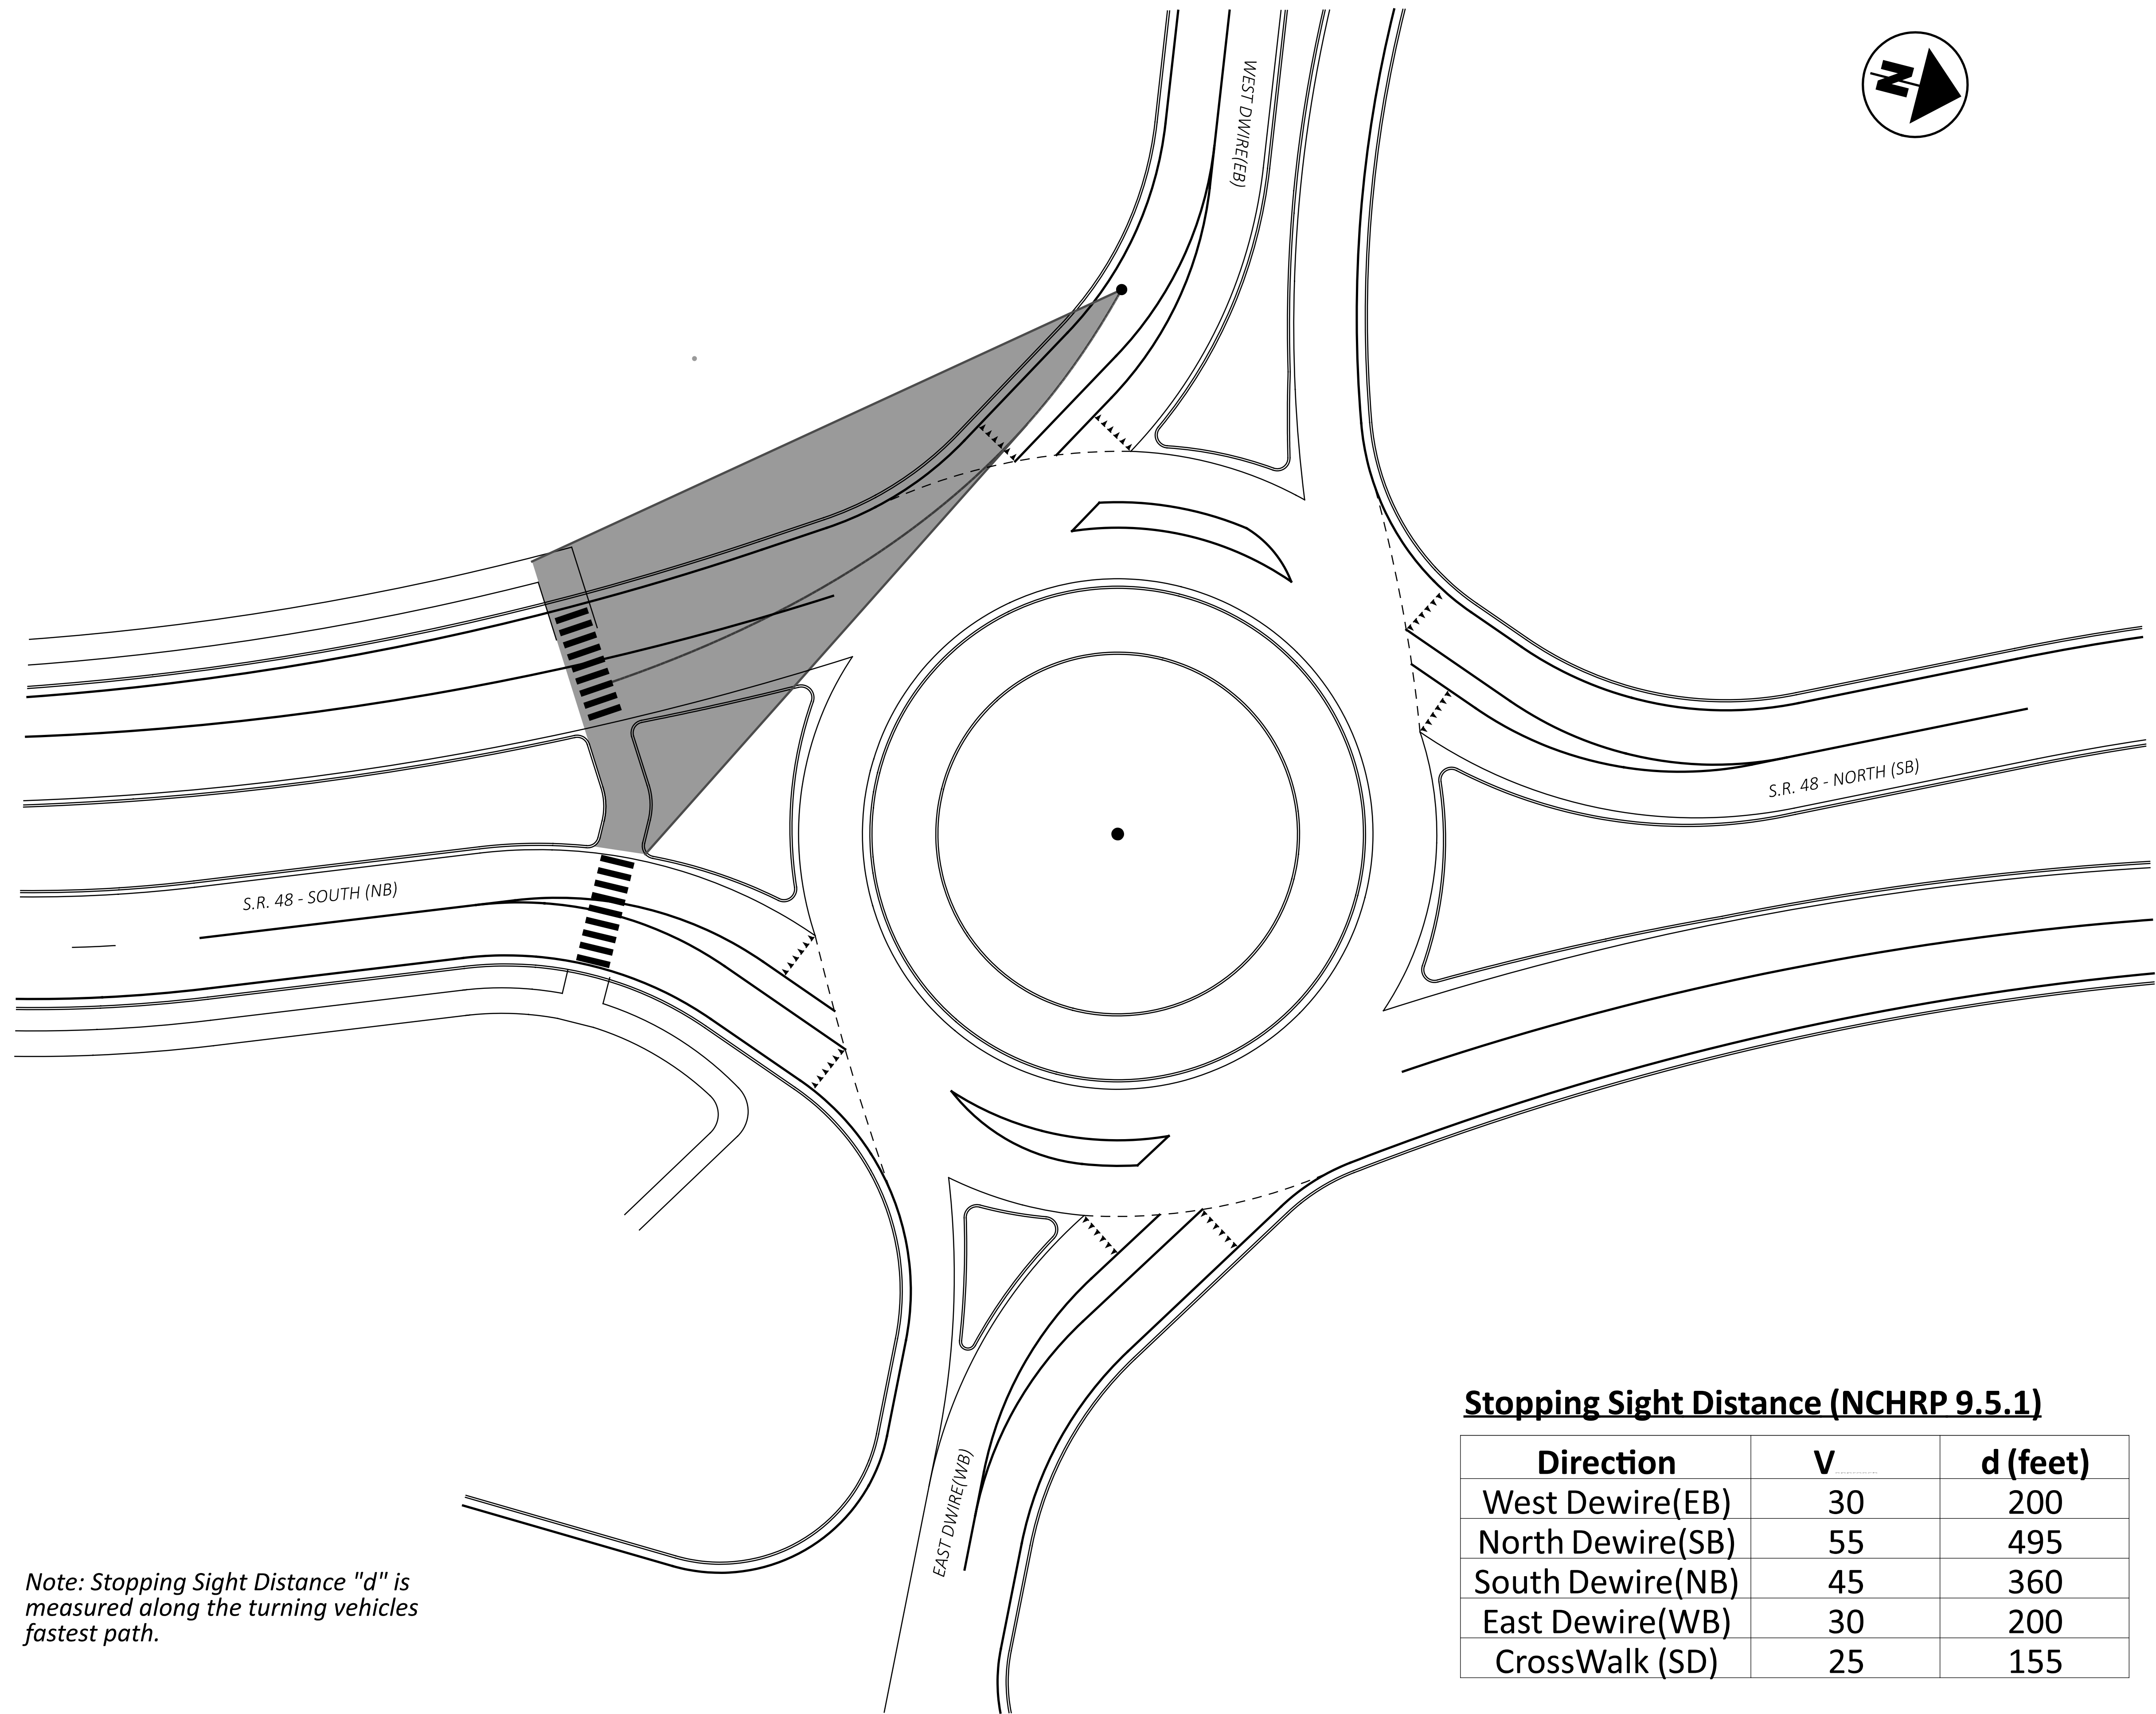 N
WEST DWIRE(EB)
S.R. 48 - NORTH (SB)
S.R. 48 - SOUTH (NB)
EAST DWIRE(WB)
Stopping Sight Distance (NCHRP 9.5.1)
Direction V d (feet)
West Dewire(EB) 30 200
North Dewire(SB) 55 495
South Dewire(NB) 45 360
East Dewire(WB) 30 200
CrossWalk (SD) 25 155
Note: Stopping Sight Distance "d" is
measured along the turning vehicles
fastest path.